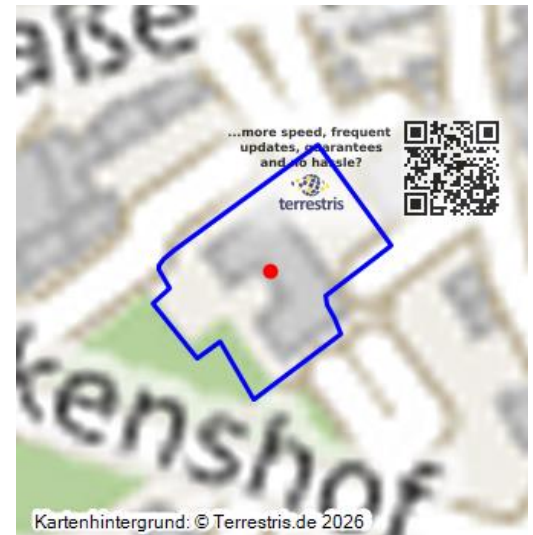 aße
...more speed, frequent
updates, guarantees
and no hassle?
terrestris
kenshof
Kartenhintergrund: © Terrestris.de 2026